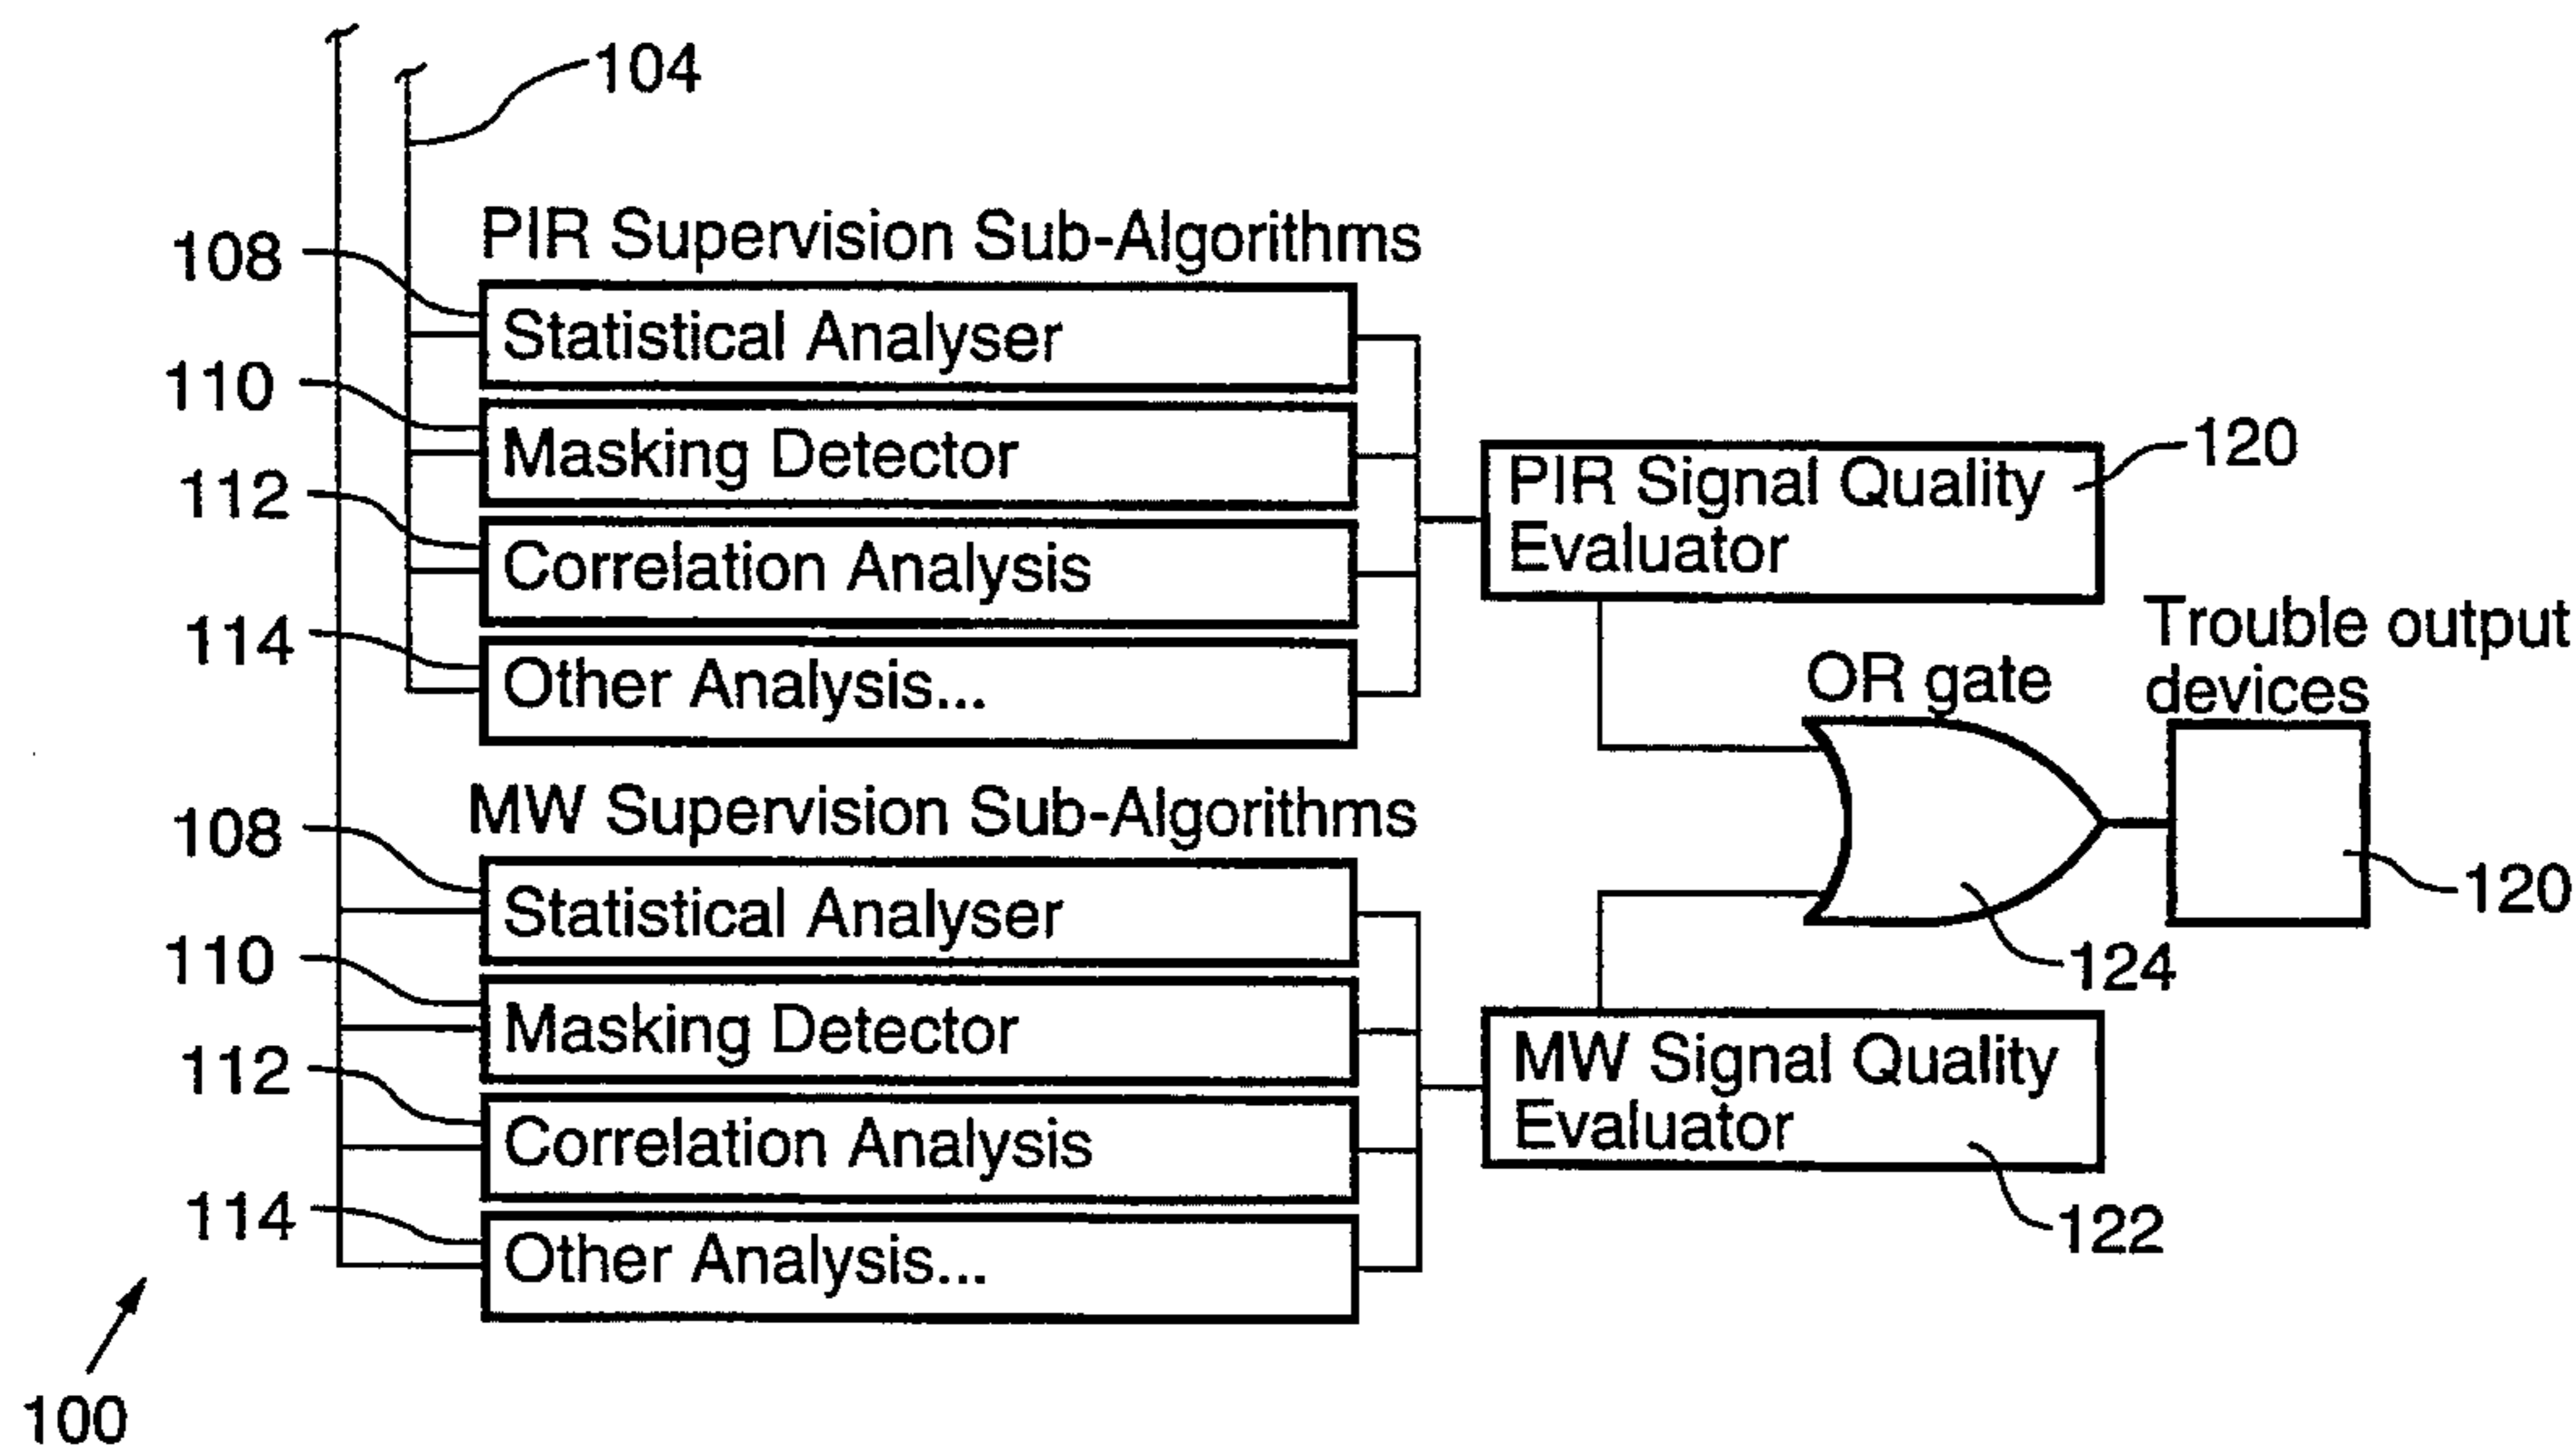 104
PIR Supervision Sub-Algorithms
108
Statistical Analyser
110
Masking Detector
112
Correlation Analysis
114
Other Analysis...
PIR Signal Quality
Evaluator
120
Trouble output
devices
OR gate
120
124
MW Supervision Sub-Algorithms
108
Statistical Analyser
110
Masking Detector
112
Correlation Analysis
114
Other Analysis...
MW Signal Quality
Evaluator
122
100